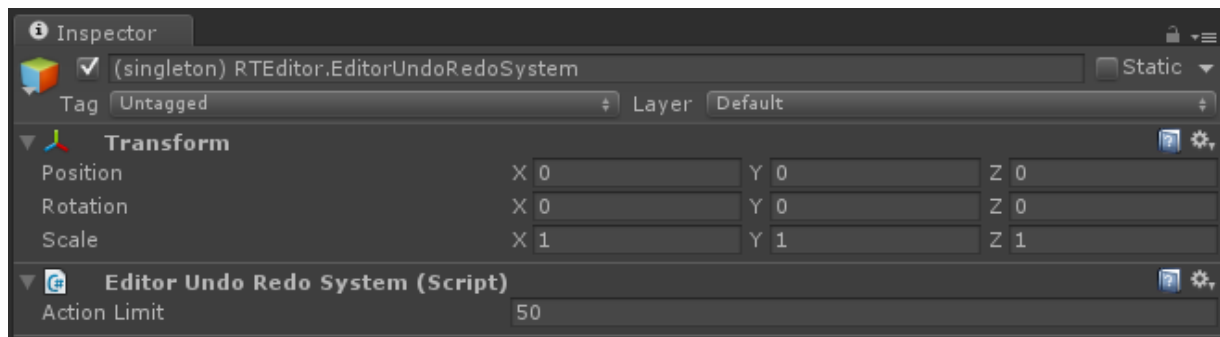 Inspector
(singleton) RTEditor.EditorUndoRedoSystem Static
Tag Untagged Layer Default
Transform
Position X 0 Y 0 Z 0
Rotation X 0 Y 0 Z 0
Scale X 1 Y 1 Z 1
Editor Undo Redo System (Script)
Action Limit 50